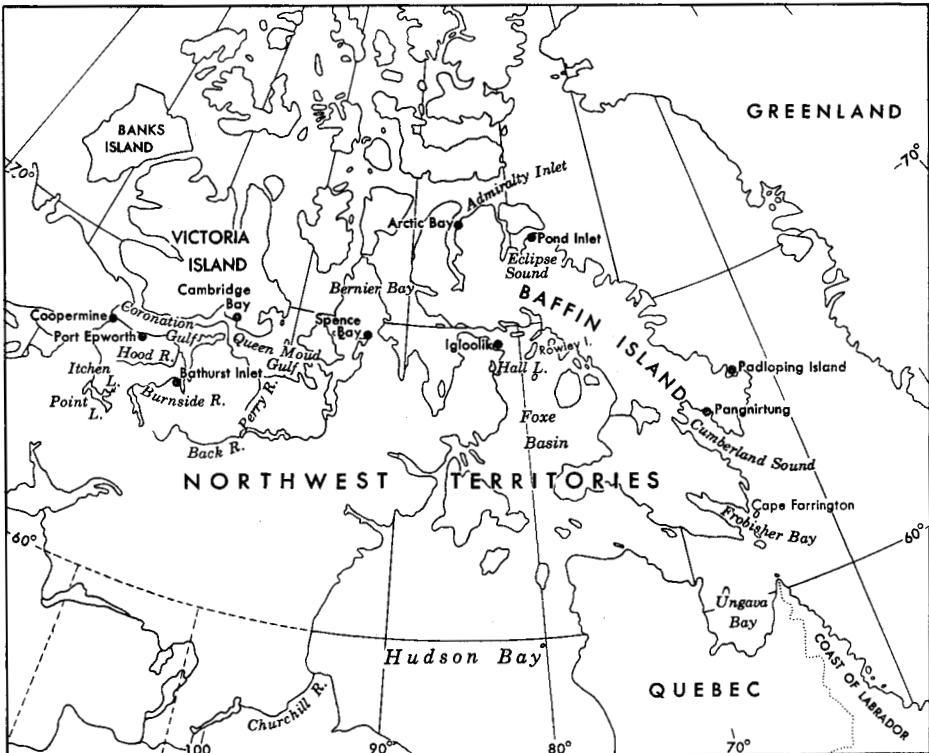 GREENLAND
BANKS
ISLAND
-70°
-70°
Admiralty Inlet
Arctic Bay
Pond Inlet
Eclipse
Sound
VICTORIA
ISLAND
Bernier Bay
Cambridge
Bay
BAFFIN
ISLAND
Coopermine
Coronation
Gulf
Port Epworth
Hood R.
Queen Moud
Gulf
Spence
Bay
Igloolik
Rowley I.
Hall L.
Itchen
L.
Bathurst Inlet
Point
L.
Burnside R.
Perry R.
Back R.
Padloping Island
Pangnirtung
Foxe
Basin
Cumberland Sound
NORTHWEST TERRITORIES
Cape Farrington
Frobisher Bay
60°
60°
Ungava
Bay
Hudson Bay
COAST OF LABRADOR
QUEBEC
Churchill R.
100
90°
80°
70°